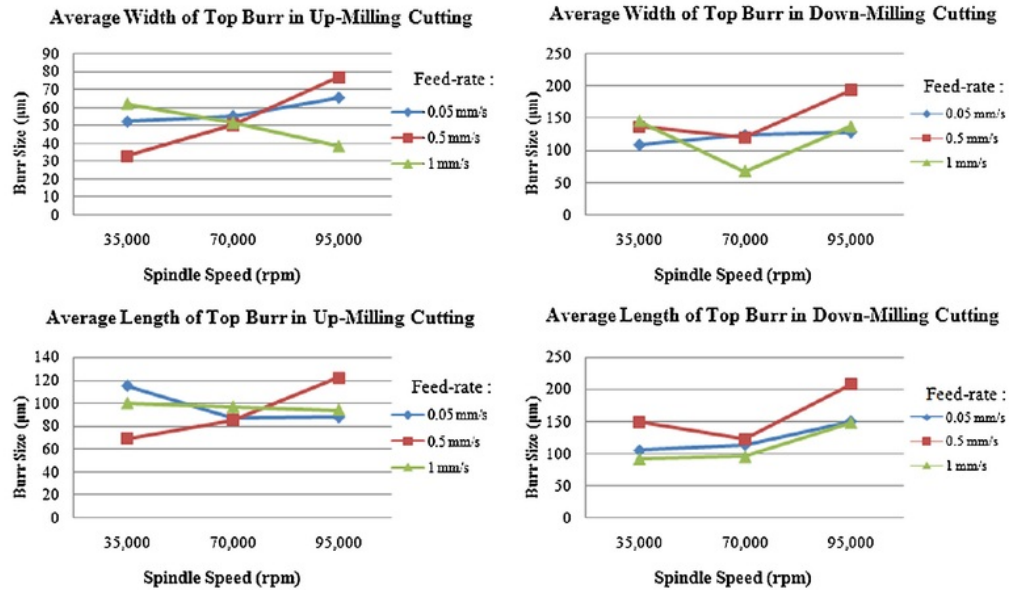 Average Width of Top Burr in Up-Milling Cutting
Burr Size (µm)
90
80
70
60
50
40
30
20
10
0
35,000 70,000 95,000
Spindle Speed (rpm)
Feed-rate :
0.05 mm/s
0.5 mm/s
1 mm/s
Average Width of Top Burr in Down-Milling Cutting
Burr Size (µm)
250
200
150
100
50
0
35,000 70,000 95,000
Spindle Speed (rpm)
Feed-rate :
0.05 mm/s
0.5 mm/s
1 mm/s
Average Length of Top Burr in Up-Milling Cutting
Burr Size (µm)
140
120
100
80
60
40
20
0
35,000 70,000 95,000
Spindle Speed (rpm)
Feed-rate :
0.05 mm/s
0.5 mm/s
1 mm/s
Average Length of Top Burr in Down-Milling Cutting
Burr Size (µm)
250
200
150
100
50
0
35,000 70,000 95,000
Spindle Speed (rpm)
Feed-rate :
0.05 mm/s
0.5 mm/s
1 mm/s